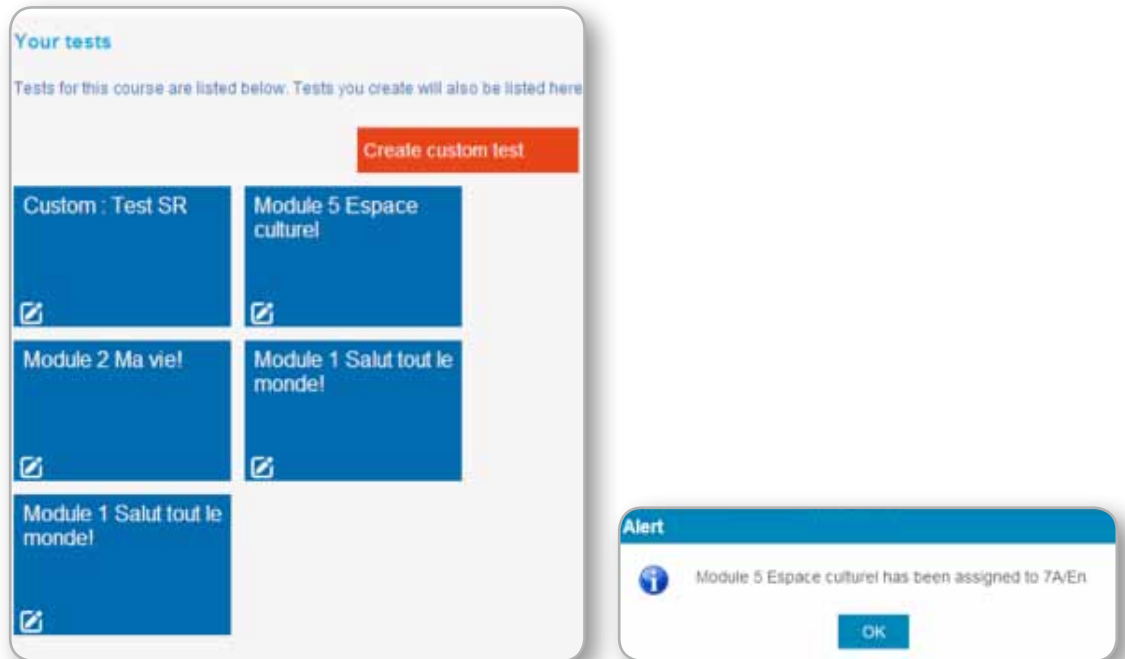 Your tests
Tests for this course are listed below. Tests you create will also be listed here
Create custom test
Custom : Test SR
Module 5 Espace
culturel
Module 2 Ma vie!
Module 1 Salut tout le
monde!
Module 1 Salut tout le
monde!
Alert
Module 5 Espace culturel has been assigned to 7A/En
OK